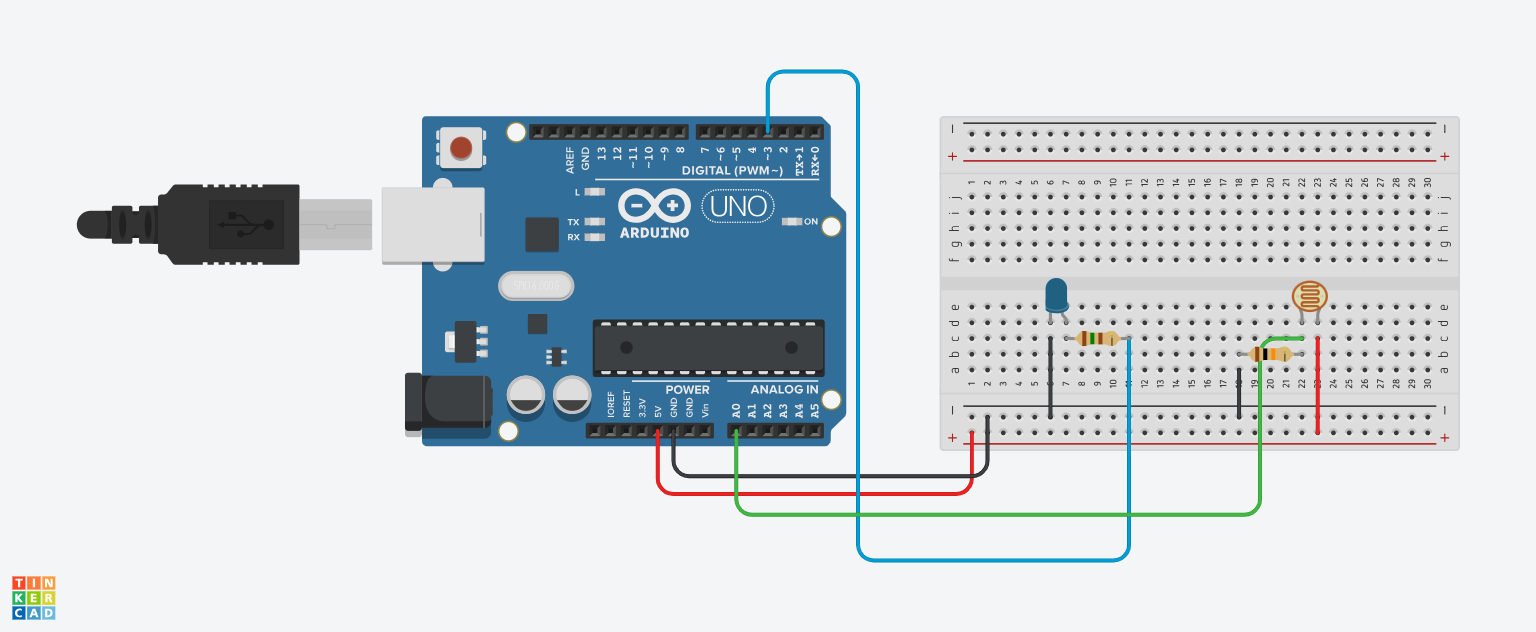 AREF
GND
13
12
~11
~10
~9
8
7
~6
~5
4
~3
2
TX→1
RX←0
DIGITAL (PWM~)
L
TX
RX
UNO
ON
ARDUINO
POWER
ANALOG IN
IOREF
RESET
3.3V
5V
GND
GND
Vin
A0
A1
A2
A3
A4
A5
− −
+ +
1 2 3 4 5 6 7 8 9 10 11 12 13 14 15 16 17 18 19 20 21 22 23 24 25 26 27 28 29 30
j j
i i
h h
g g
f f
e e
d d
c c
b b
a a
1 2 3 4 5 6 7 8 9 10 11 12 13 14 15 16 17 18 19 20 21 22 23 24 25 26 27 28 29 30
− −
+ +
TIN
KER
CAD